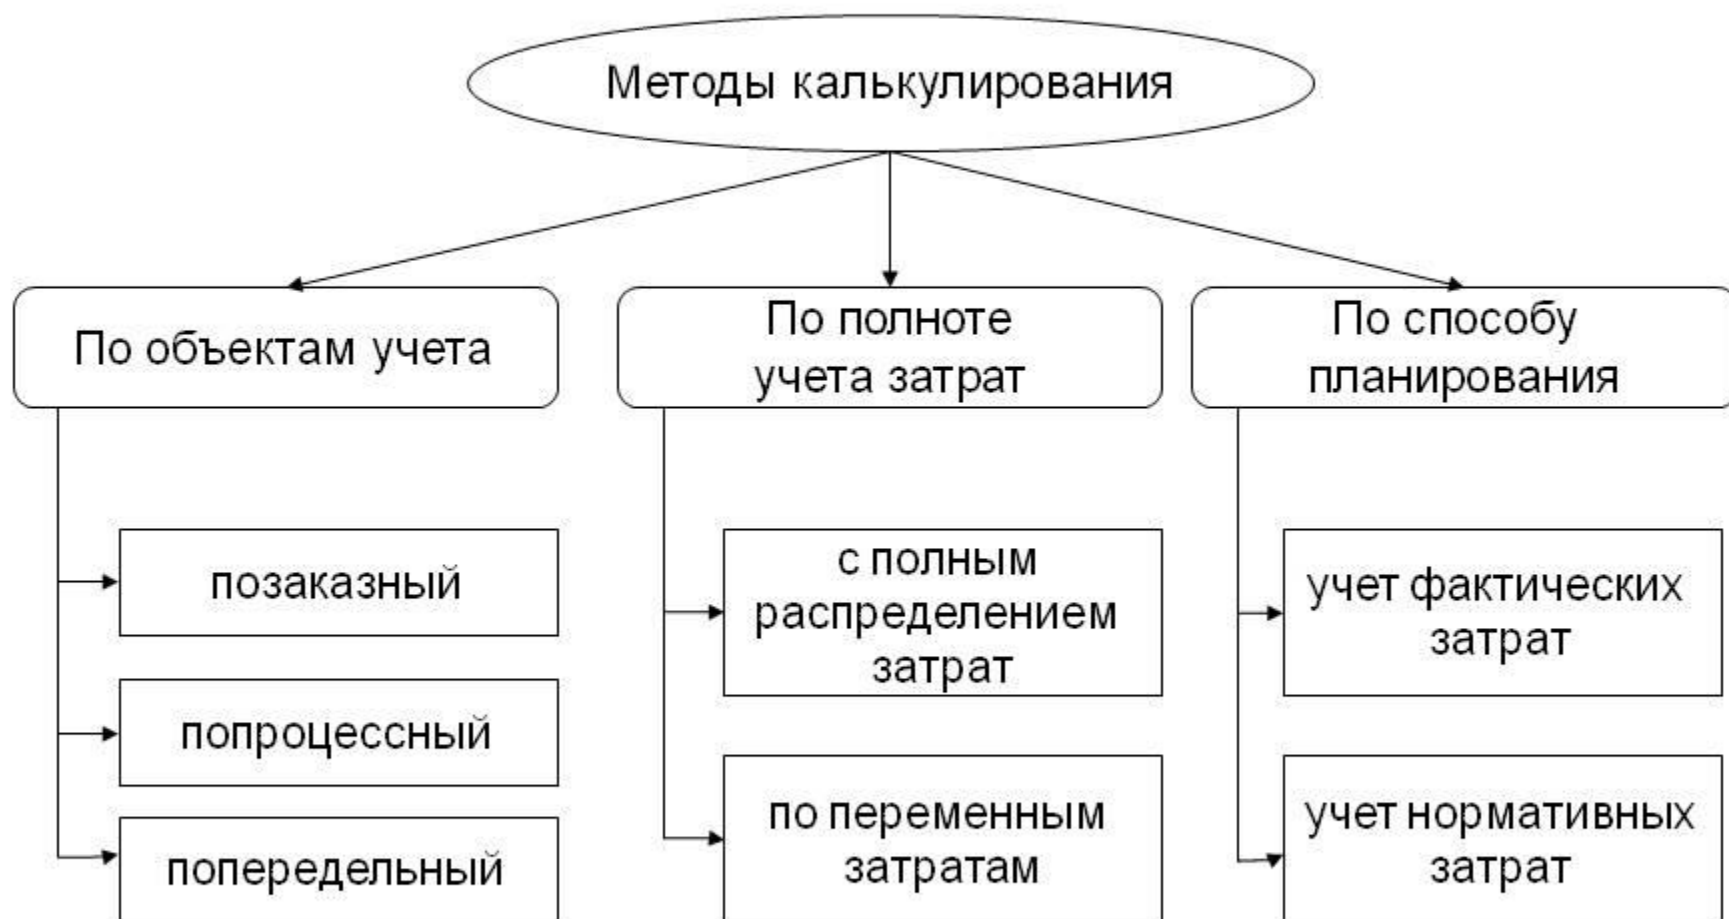 Методы калькулирования
По объектам учета
По полноте
учета затрат
По способу
планирования
позаказный
попроцессный
попередельный
с полным
распределением
затрат
по переменным
затратам
учет фактических
затрат
учет нормативных
затрат